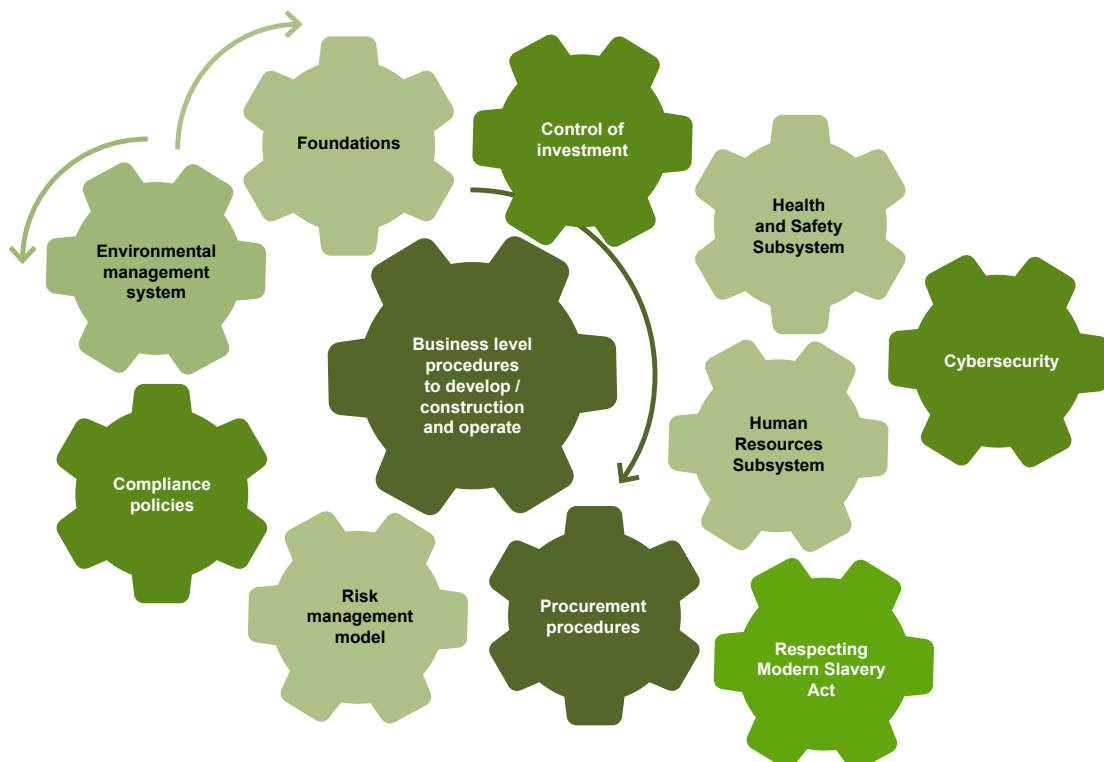 Foundations
Control of
investment
Environmental
management
system
Health
and Safety
Subsystem
Business level
procedures
to develop /
construction
and operate
Cybersecurity
Human
Resources
Subsystem
Compliance
policies
Risk
management
model
Procurement
procedures
Respecting
Modern Slavery
Act